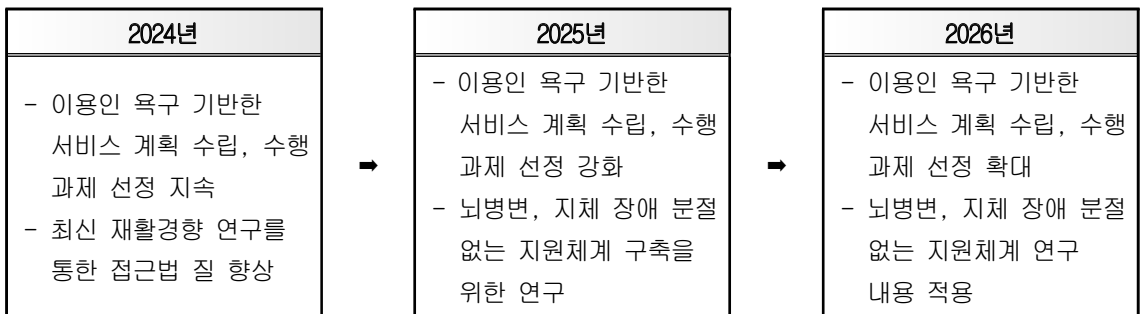 2024년
- 이용인 욕구 기반한
서비스 계획 수립, 수행
과제 선정 지속
- 최신 재활경향 연구를
통한 접근법 질 향상
➡
2025년
- 이용인 욕구 기반한
서비스 계획 수립, 수행
과제 선정 강화
- 뇌병변, 지체 장애 분절
없는 지원체계 구축을
위한 연구
➡
2026년
- 이용인 욕구 기반한
서비스 계획 수립, 수행
과제 선정 확대
- 뇌병변, 지체 장애 분절
없는 지원체계 연구
내용 적용